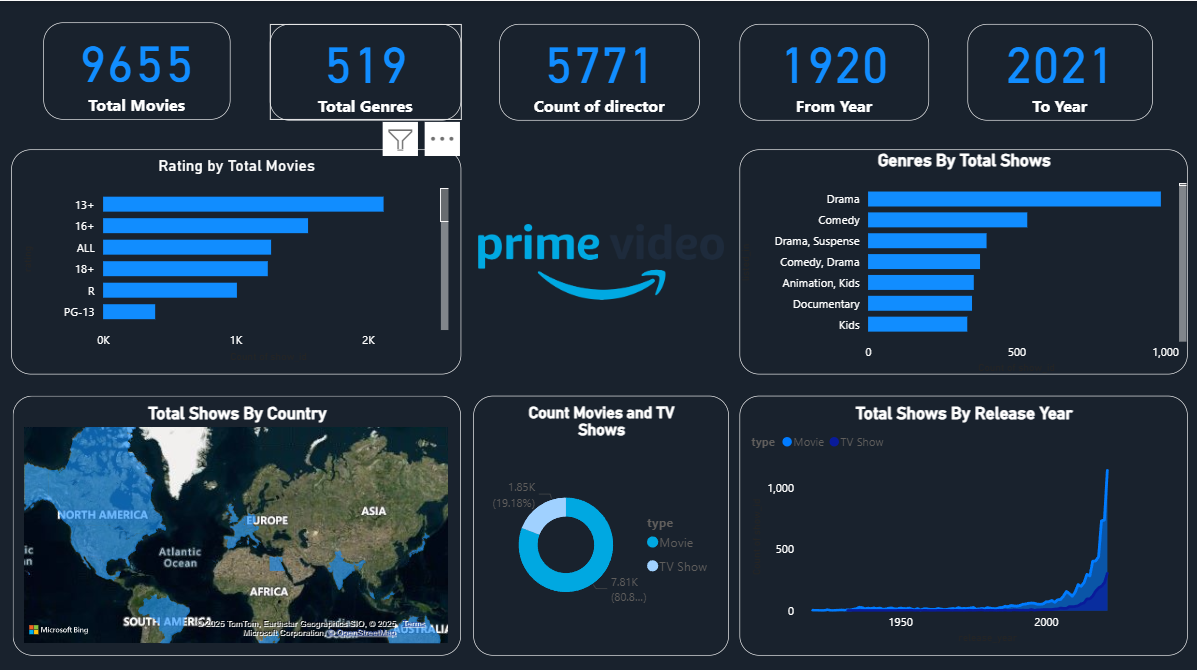 9655
Total Movies
519
Total Genres
5771
Count of director
1920
From Year
2021
To Year
Rating by Total Movies
13+
16+
ALL
18+
R
PG-13
0K
1K
2K
prime video
Genres By Total Shows
Drama
Comedy
Drama, Suspense
Comedy, Drama
Animation, Kids
Documentary
Kids
0
500
1,000
Total Shows By Country
NORTH AMERICA
EUROPE
ASIA
Atlantic
Ocean
AFRICA
SOUTH AMERICA
Microsoft Bing
© 2025 TomTom, Earthstar Geographics SIO, © 2025
Microsoft Corporation, © OpenStreetMap
Terms
Count Movies and TV
Shows
1.85K
(19.18%)
7.81K
(80.8...)
type
Movie
TV Show
Total Shows By Release Year
type Movie TV Show
1,000
500
0
1950
2000